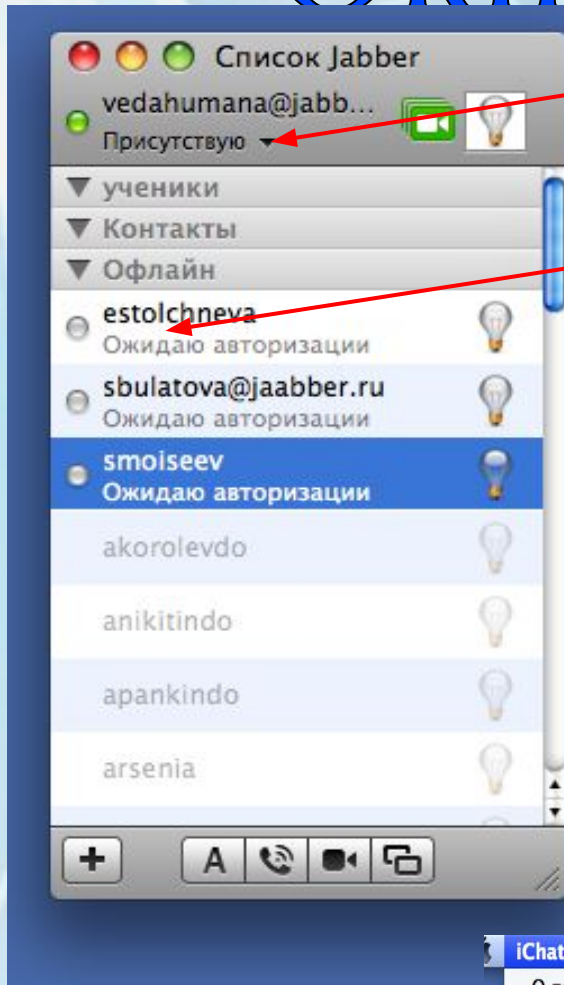 Список Jabber
vedahumana@jabb...
Присутствую
ученики
Контакты
Офлайн
estolchneva
Ожидаю авторизации
sbulatova@jaabber.ru
Ожидаю авторизации
smoiseev
Ожидаю авторизации
akorolevdo
anikitindo
apankindo
arsenia
A
iChat